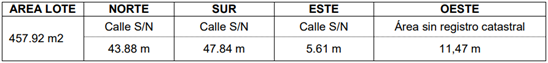 AREA LOTE NORTE SUR ESTE OESTE
457.92 m2 Calle S/N Calle S/N Calle S/N Área sin registro catastral
43.88 m 47.84 m 5.61 m 11,47 m